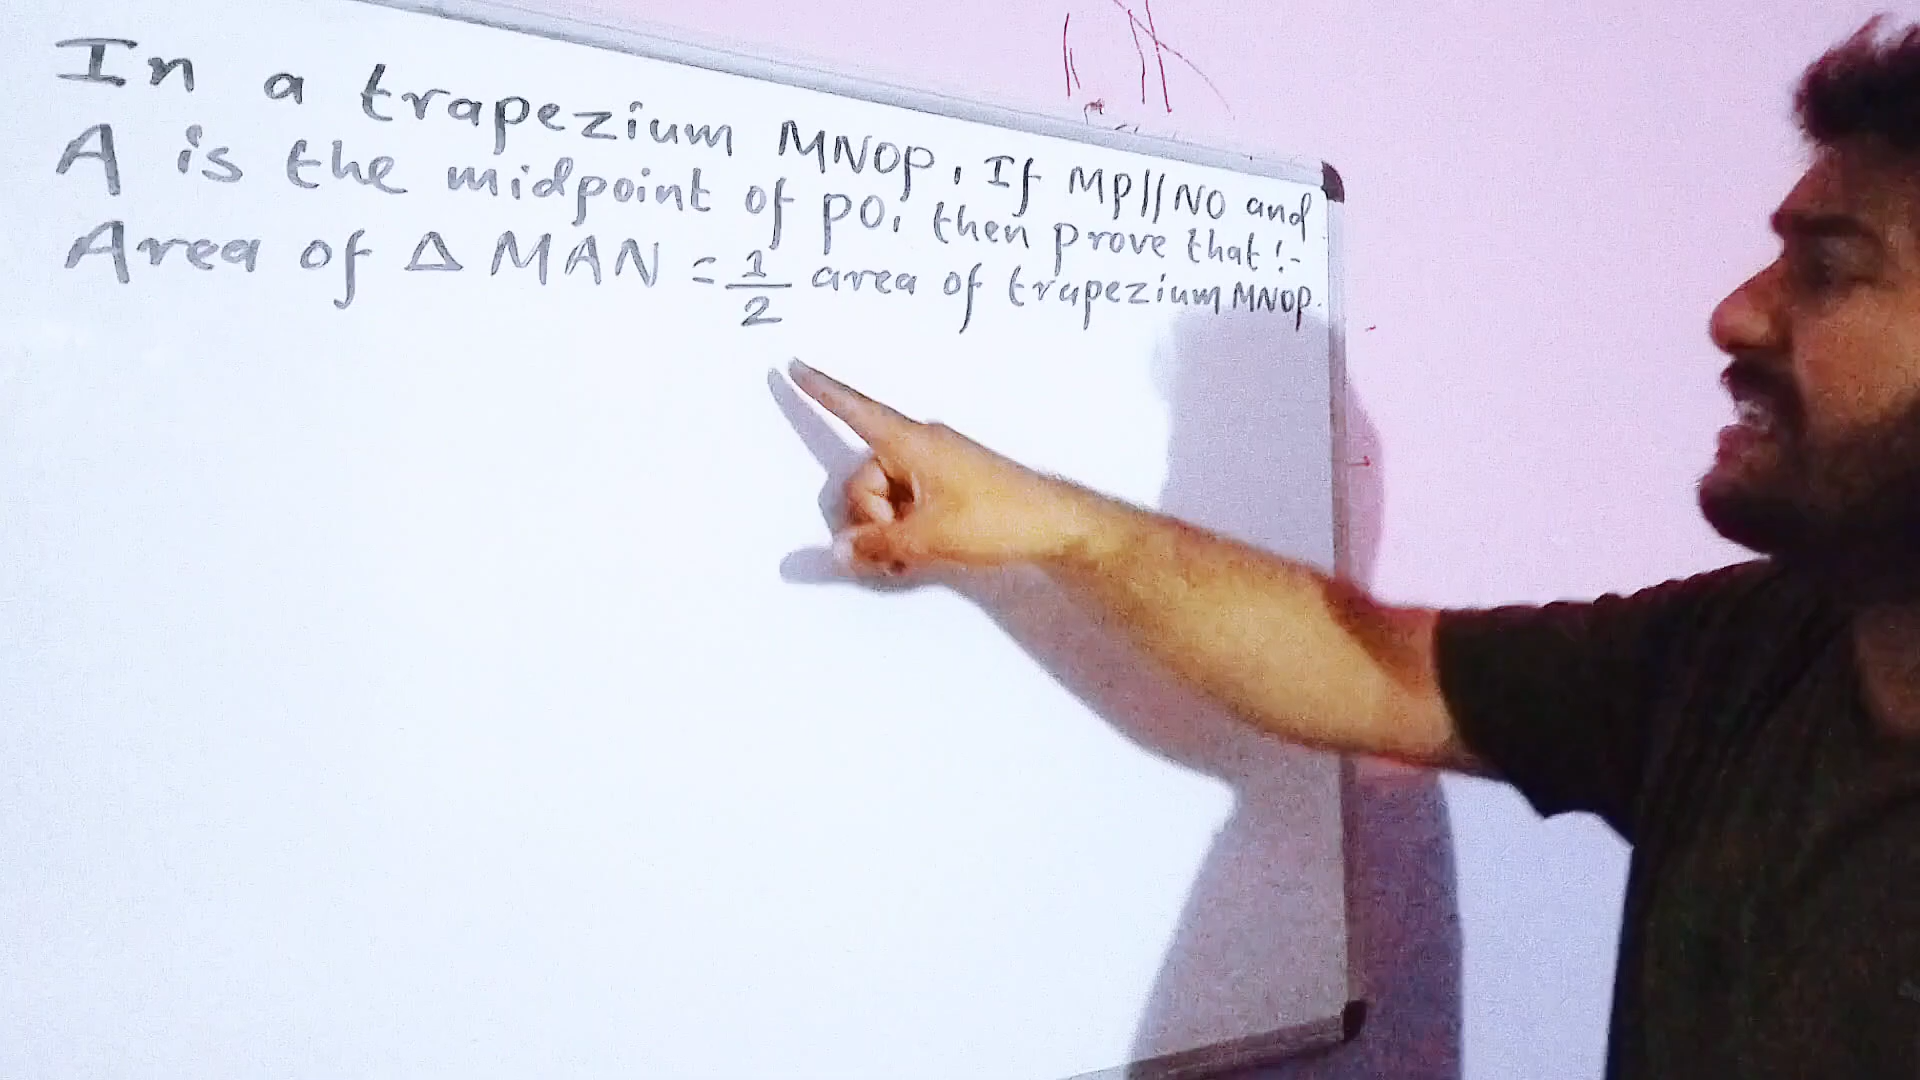 In a trapezium MNOP, If MP//NO and
A is the midpoint of PO, then prove that :-
Area of Δ MAN = 1/2 area of trapezium MNOP.